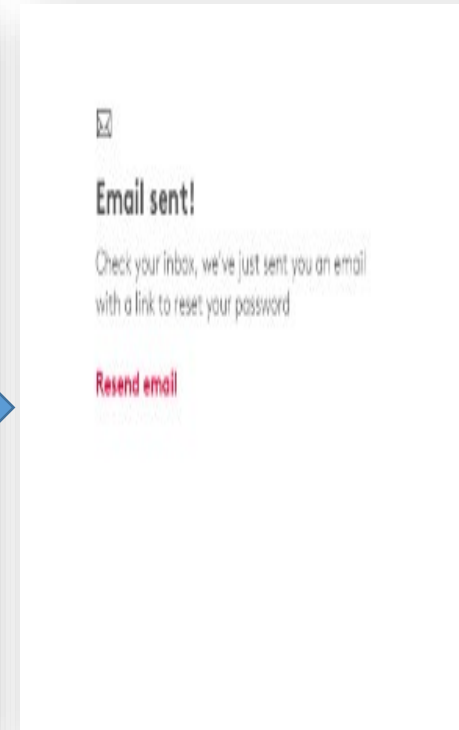 Email sent!
Check your inbox, we've just sent you an email
with a link to reset your password
Resend email